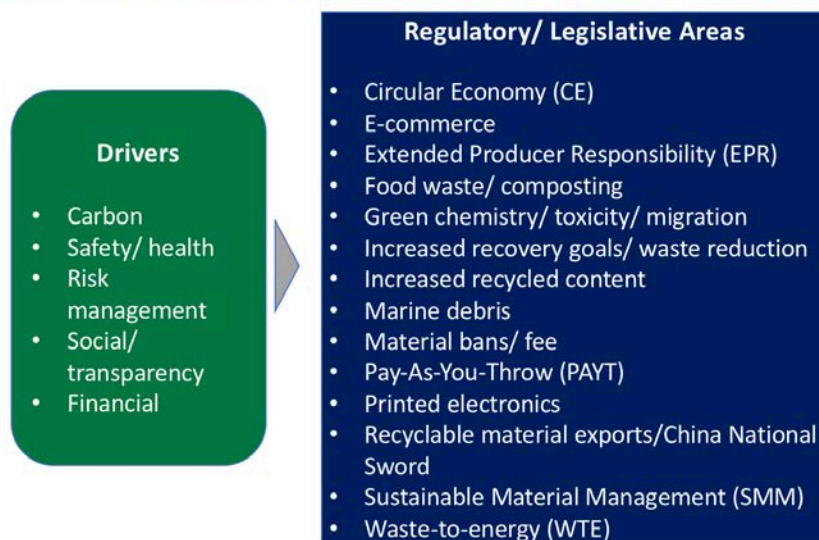 Drivers
• Carbon
• Safety/ health
• Risk
management
• Social/
transparency
• Financial
Regulatory/ Legislative Areas
• Circular Economy (CE)
• E-commerce
• Extended Producer Responsibility (EPR)
• Food waste/ composting
• Green chemistry/ toxicity/ migration
• Increased recovery goals/ waste reduction
• Increased recycled content
• Marine debris
• Material bans/ fee
• Pay-As-You-Throw (PAYT)
• Printed electronics
• Recyclable material exports/China National
Sword
• Sustainable Material Management (SMM)
• Waste-to-energy (WTE)